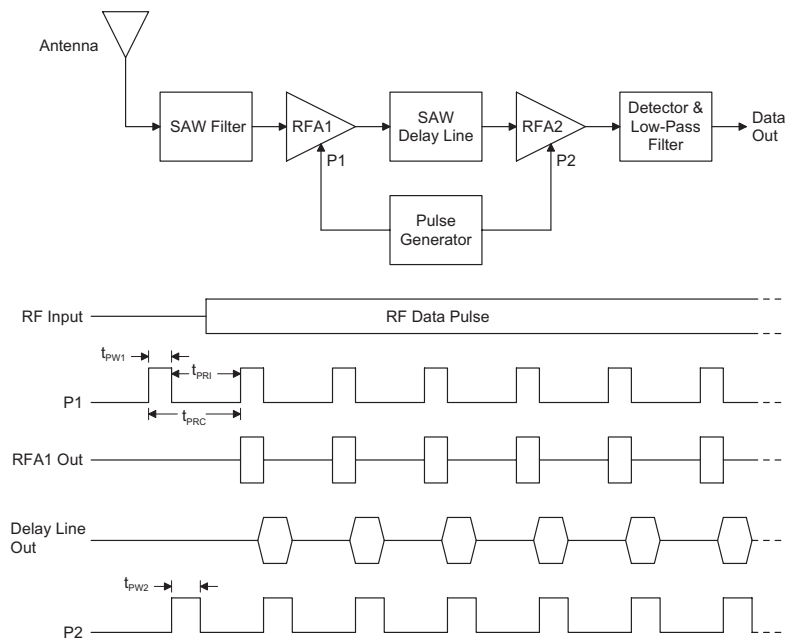 Antenna
SAW Filter
RFA1
SAW
Delay Line
RFA2
Detector &
Low-Pass
Filter
Data
Out
P1
P2
Pulse
Generator
RF Input
RF Data Pulse
tPW1
tPRI
P1
tPRC
RFA1 Out
Delay Line
Out
tPW2
P2